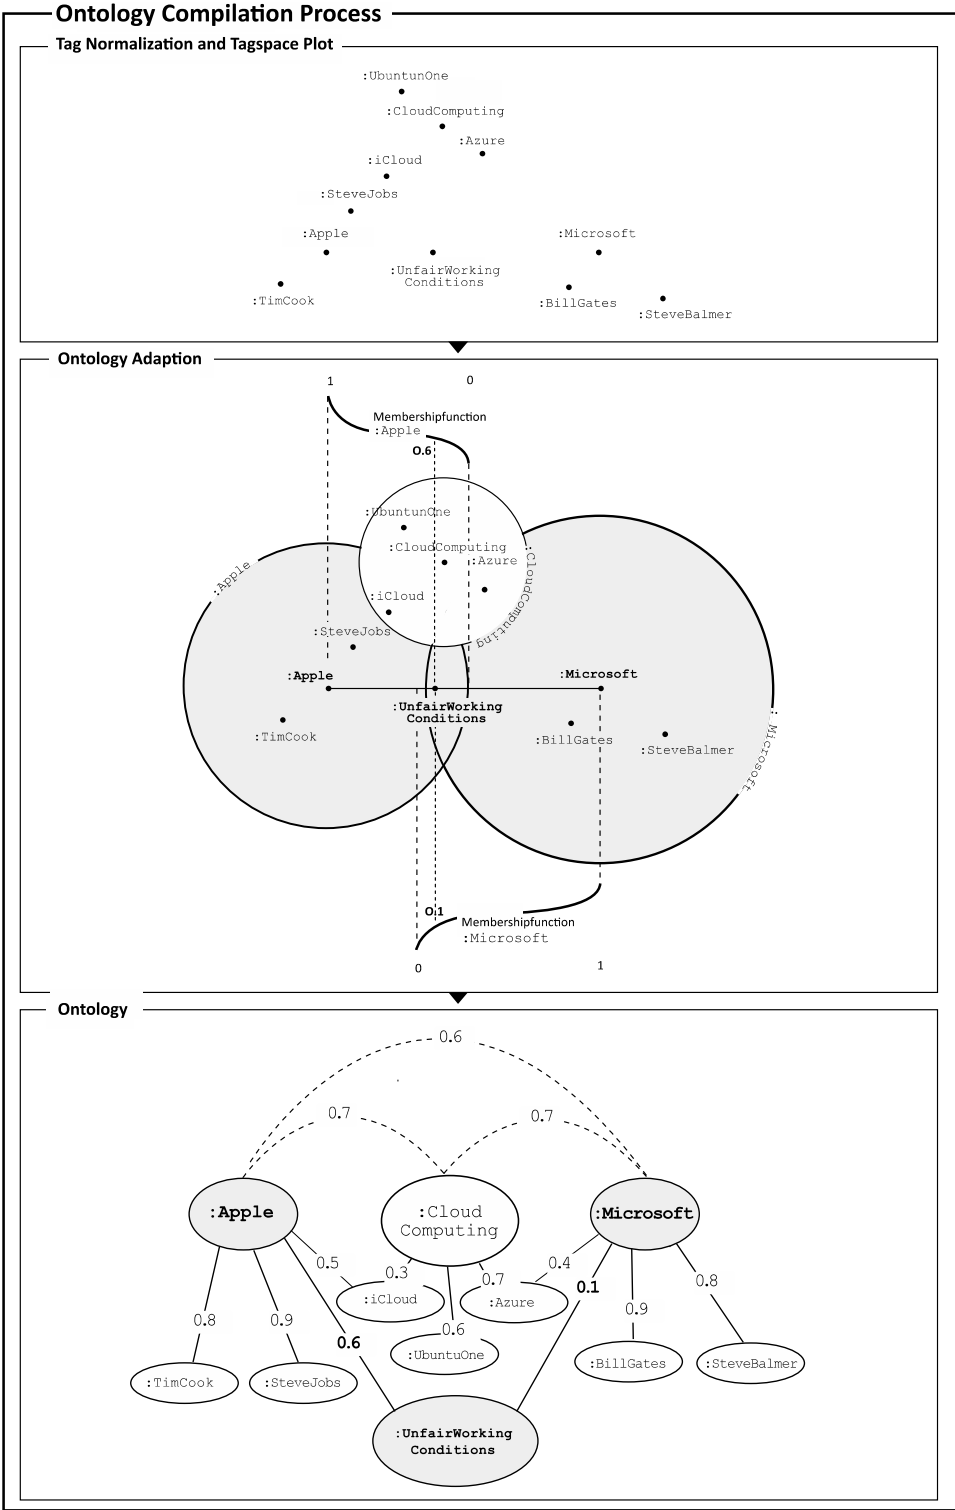 Ontology Compilation Process
Tag Normalization and Tagspace Plot
:UbuntunOne
:CloudComputing
:Azure
:iCloud
:SteveJobs
:Apple
:Microsoft
:UnfairWorking
Conditions
:TimCook
:BillGates
:SteveBalmer
Ontology Adaption
1
0
Membershipfunction
:Apple
0.6
:UbuntunOne
:CloudComputing
:Azure
:CloudComputing
:Apple
:iCloud
:SteveJobs
:Apple
:Microsoft
:UnfairWorking
Conditions
:TimCook
:BillGates
:SteveBalmer
:Microsoft
0.1
Membershipfunction
:Microsoft
0
1
Ontology
0.6
0.7
0.7
:Apple
:Cloud
Computing
:Microsoft
0.5
0.3
0.7
0.4
0.1
0.8
:iCloud
:Azure
0.8
0.9
0.6
0.6
0.9
:UbuntuOne
:BillGates
:SteveBalmer
:TimCook
:SteveJobs
:UnfairWorking
Conditions